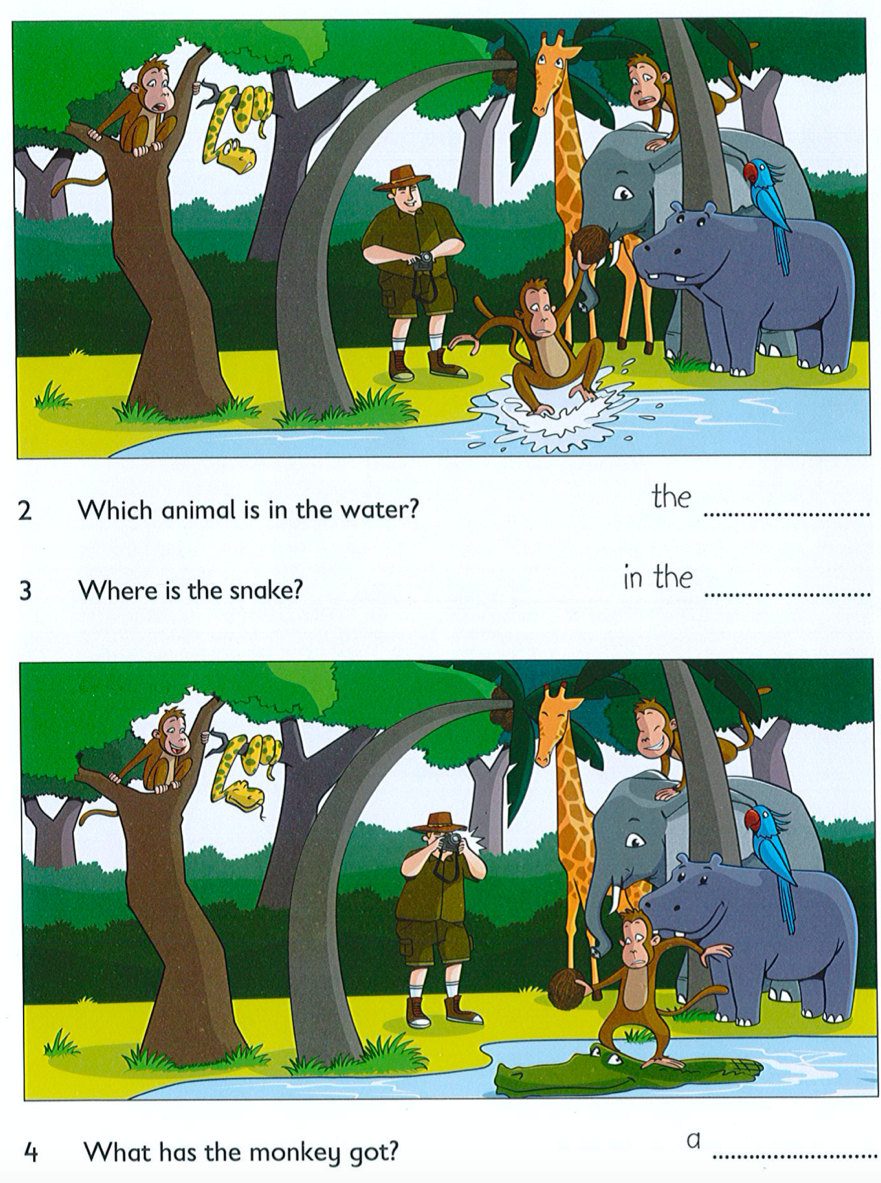 2 Which animal is in the water? the ........................
3 Where is the snake? in the ........................
4 What has the monkey got? a ........................